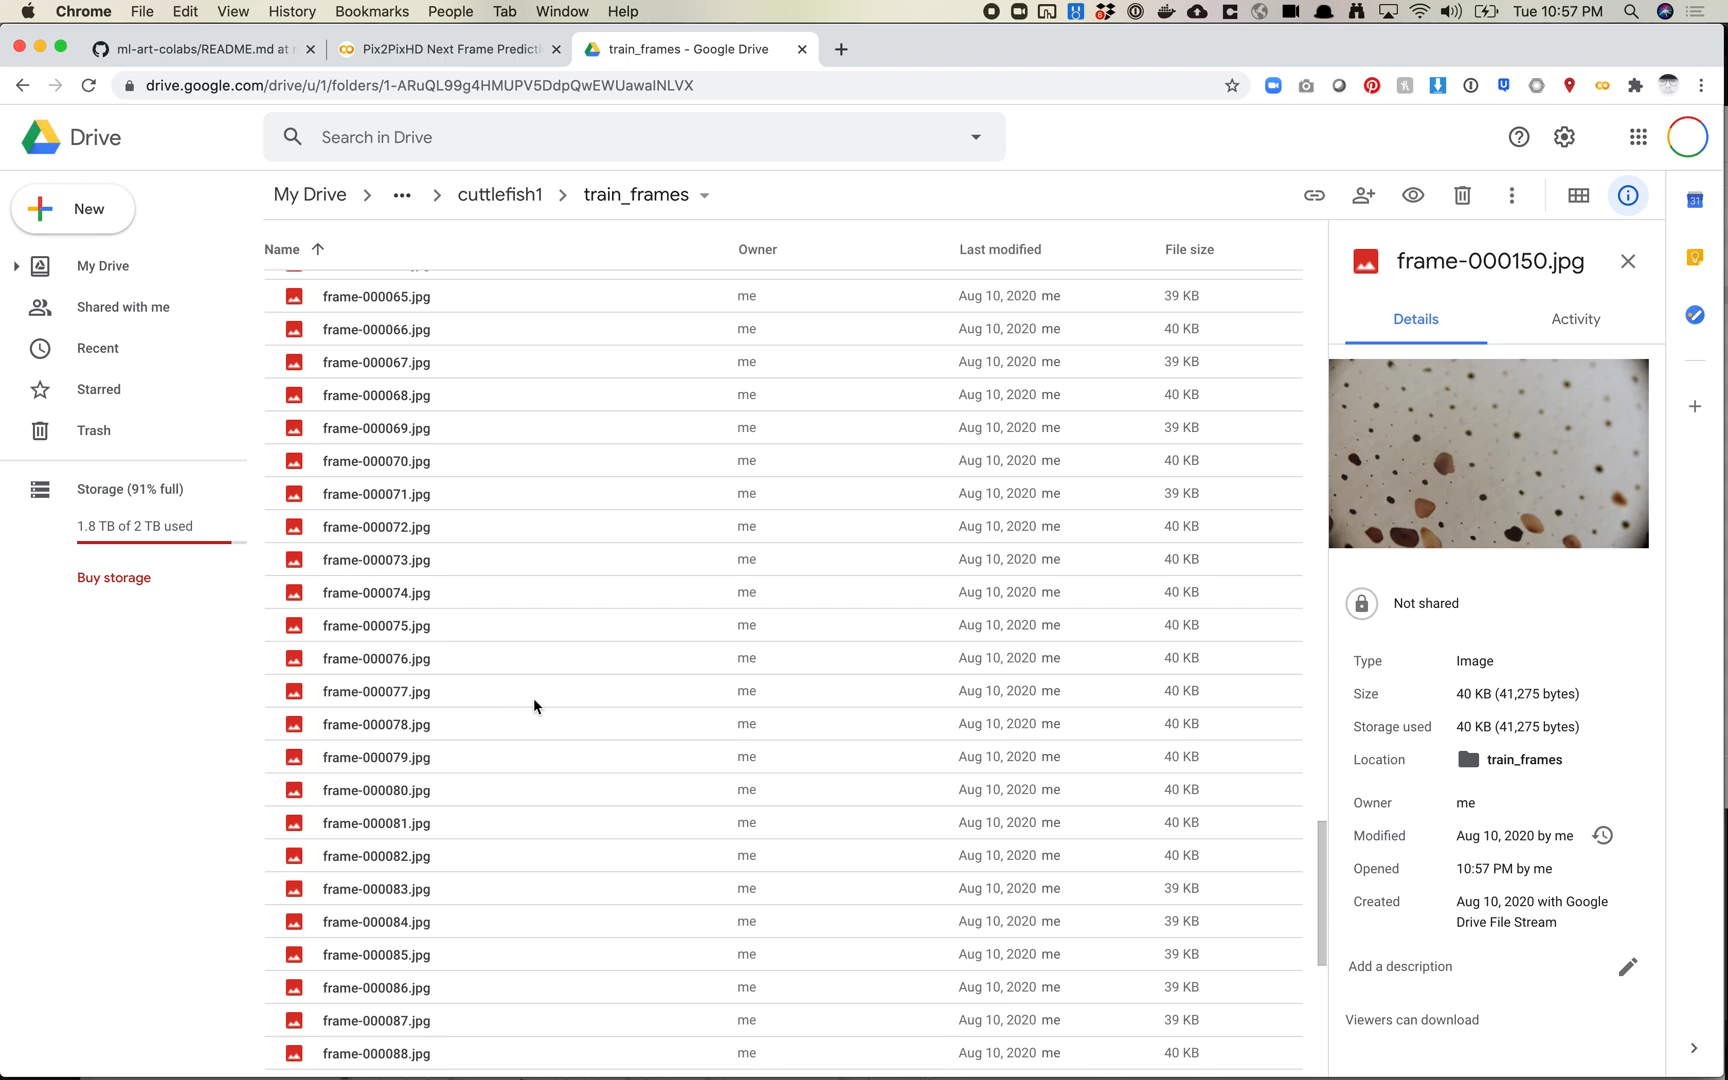 Chrome File Edit View History Bookmarks People Tab Window Help Tue 10:57 PM
ml-art-colabs/README.md at Pix2PixHD Next Frame Predicti train_frames - Google Drive
drive.google.com/drive/u/1/folders/1-ARuQL99g4HMUPV5DdpQwEWUawaINLVX
Drive Search in Drive
New
My Drive
Shared with me
Recent
Starred
Trash
Storage (91% full)
1.8 TB of 2 TB used
Buy storage
My Drive > ... > cuttlefish1 > train_frames
Name Owner Last modified File size
frame-000065.jpg me Aug 10, 2020 me 39 KB
frame-000066.jpg me Aug 10, 2020 me 40 KB
frame-000067.jpg me Aug 10, 2020 me 39 KB
frame-000068.jpg me Aug 10, 2020 me 40 KB
frame-000069.jpg me Aug 10, 2020 me 39 KB
frame-000070.jpg me Aug 10, 2020 me 40 KB
frame-000071.jpg me Aug 10, 2020 me 39 KB
frame-000072.jpg me Aug 10, 2020 me 40 KB
frame-000073.jpg me Aug 10, 2020 me 40 KB
frame-000074.jpg me Aug 10, 2020 me 40 KB
frame-000075.jpg me Aug 10, 2020 me 40 KB
frame-000076.jpg me Aug 10, 2020 me 40 KB
frame-000077.jpg me Aug 10, 2020 me 40 KB
frame-000078.jpg me Aug 10, 2020 me 40 KB
frame-000079.jpg me Aug 10, 2020 me 40 KB
frame-000080.jpg me Aug 10, 2020 me 40 KB
frame-000081.jpg me Aug 10, 2020 me 40 KB
frame-000082.jpg me Aug 10, 2020 me 40 KB
frame-000083.jpg me Aug 10, 2020 me 39 KB
frame-000084.jpg me Aug 10, 2020 me 39 KB
frame-000085.jpg me Aug 10, 2020 me 39 KB
frame-000086.jpg me Aug 10, 2020 me 39 KB
frame-000087.jpg me Aug 10, 2020 me 39 KB
frame-000088.jpg me Aug 10, 2020 me 40 KB
frame-000150.jpg
Details Activity
Not shared
Type Image
Size 40 KB (41,275 bytes)
Storage used 40 KB (41,275 bytes)
Location train_frames
Owner me
Modified Aug 10, 2020 by me
Opened 10:57 PM by me
Created Aug 10, 2020 with Google
Drive File Stream
Add a description
Viewers can download
31